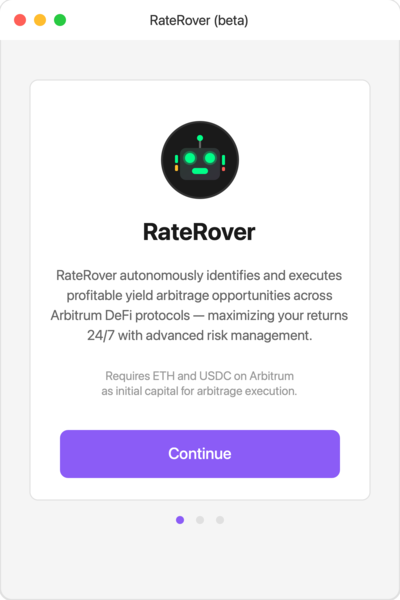 RateRover (beta)
RateRover
RateRover autonomously identifies and executes
profitable yield arbitrage opportunities across
Arbitrum DeFi protocols — maximizing your returns
24/7 with advanced risk management.
Requires ETH and USDC on Arbitrum
as initial capital for arbitrage execution.
Continue